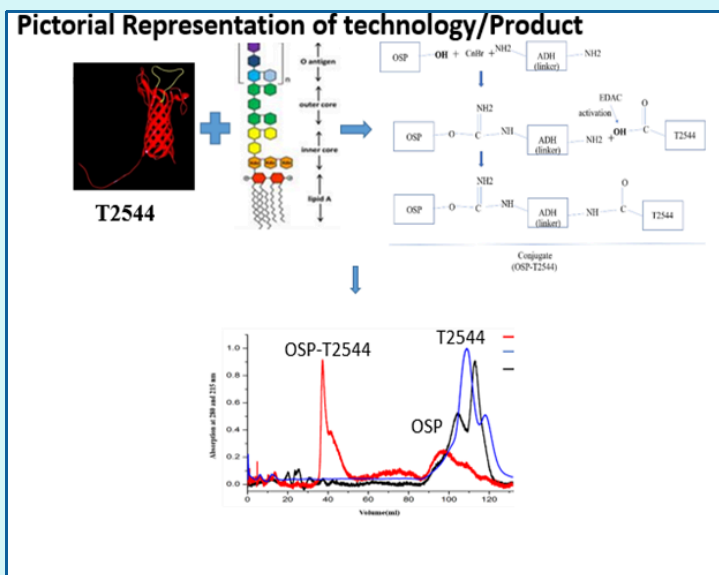 Pictorial Representation of technology/Product
T2544
n
O antigen
outer core
inner core
lipid A
OSP OH + CnBr + NH2 ADH (linker) NH2
NH2
EDAC activation
O
OSP O C NH ADH (linker) NH2 + OH C T2544
NH2
O
OSP O C NH ADH (linker) NH C T2544
Conjugate
(OSP-T2544)
OSP-T2544
T2544
OSP
Absorption at 280 and 215 nm
1.0
0.8
0.6
0.4
0.2
0.0
0 20 40 60 80 100 120
Volume(ml)